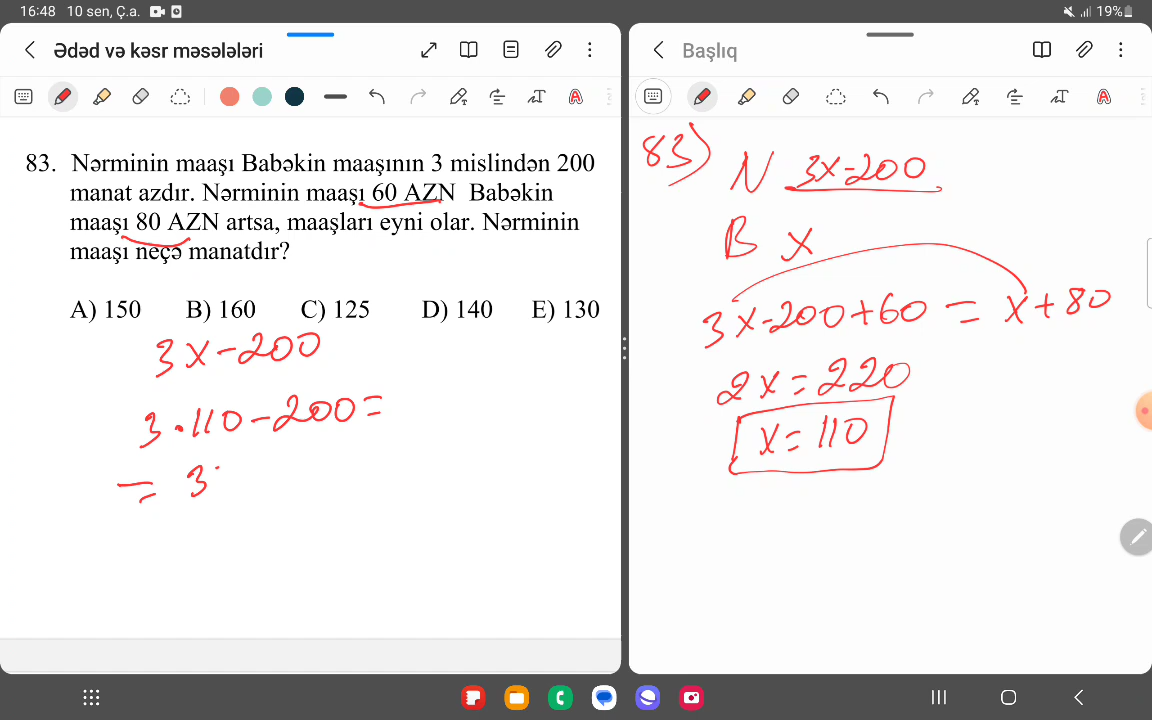 16:48 10 sen, Ç.a.
19%
Ədəd və kəsr məsələləri
83. Nərminin maaşı Babəkin maaşının 3 mislindən 200
manat azdır. Nərminin maaşı 60 AZN Babəkin
maaşı 80 AZN artsa, maaşları eyni olar. Nərminin
maaşı neçə manatdır?
A) 150 B) 160 C) 125 D) 140 E) 130
3x-200
3·110-200=
= 3
Başlıq
83)
N 3x-200
B x
3x-200+60=x+80
2x=220
x=110